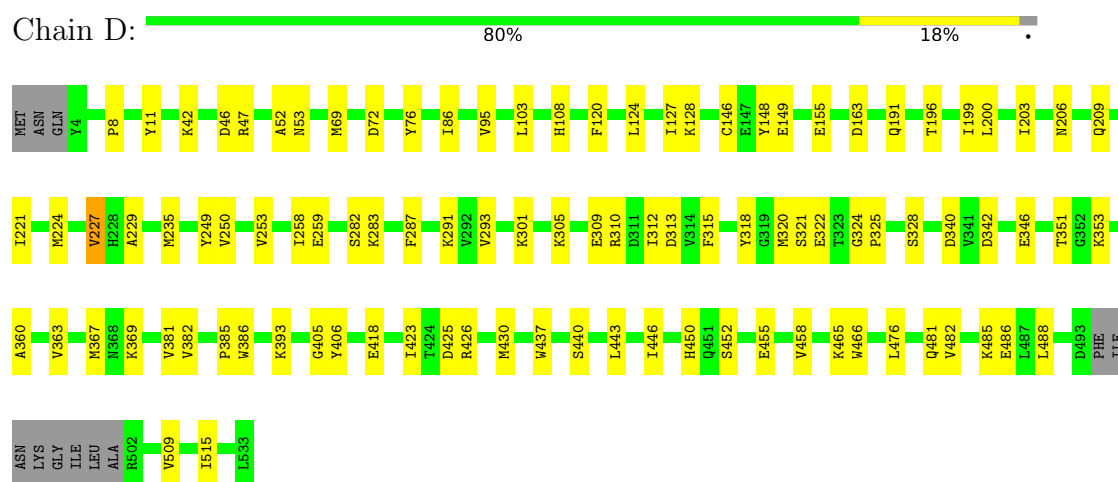 Chain D:
80% 18% •
MET ASN GLN Y4 P8 Y11 K42 D46 R47 A52 N53 M69 D72 Y76 I86 V95 L103 H108 F120 L124 I127 K128 C146 E147 Y148 E149 E155 D163 Q191 T196 I199 L200 I203 N206 Q209
I221 M224 V227 H228 A229 M235 Y249 V250 V253 I258 E259 S282 K283 F287 K291 V292 V293 K301 K305 E309 R310 D311 I312 D313 V314 F315 Y318 G319 M320 S321 E322 T323 G324 P325 S328 D340 V341 D342 E346 T351 G352 K353
A360 V363 M367 N368 K369 V381 V382 P385 W386 K393 G405 Y406 E418 I423 T424 D425 R426 M430 W437 S440 L443 I446 H450 Q451 S452 E455 V458 K465 W466 L476 Q481 V482 K485 E486 L487 L488 D493 PHE ILE
ASN LYS GLY ILE LEU ALA R502 V509 I515 L533